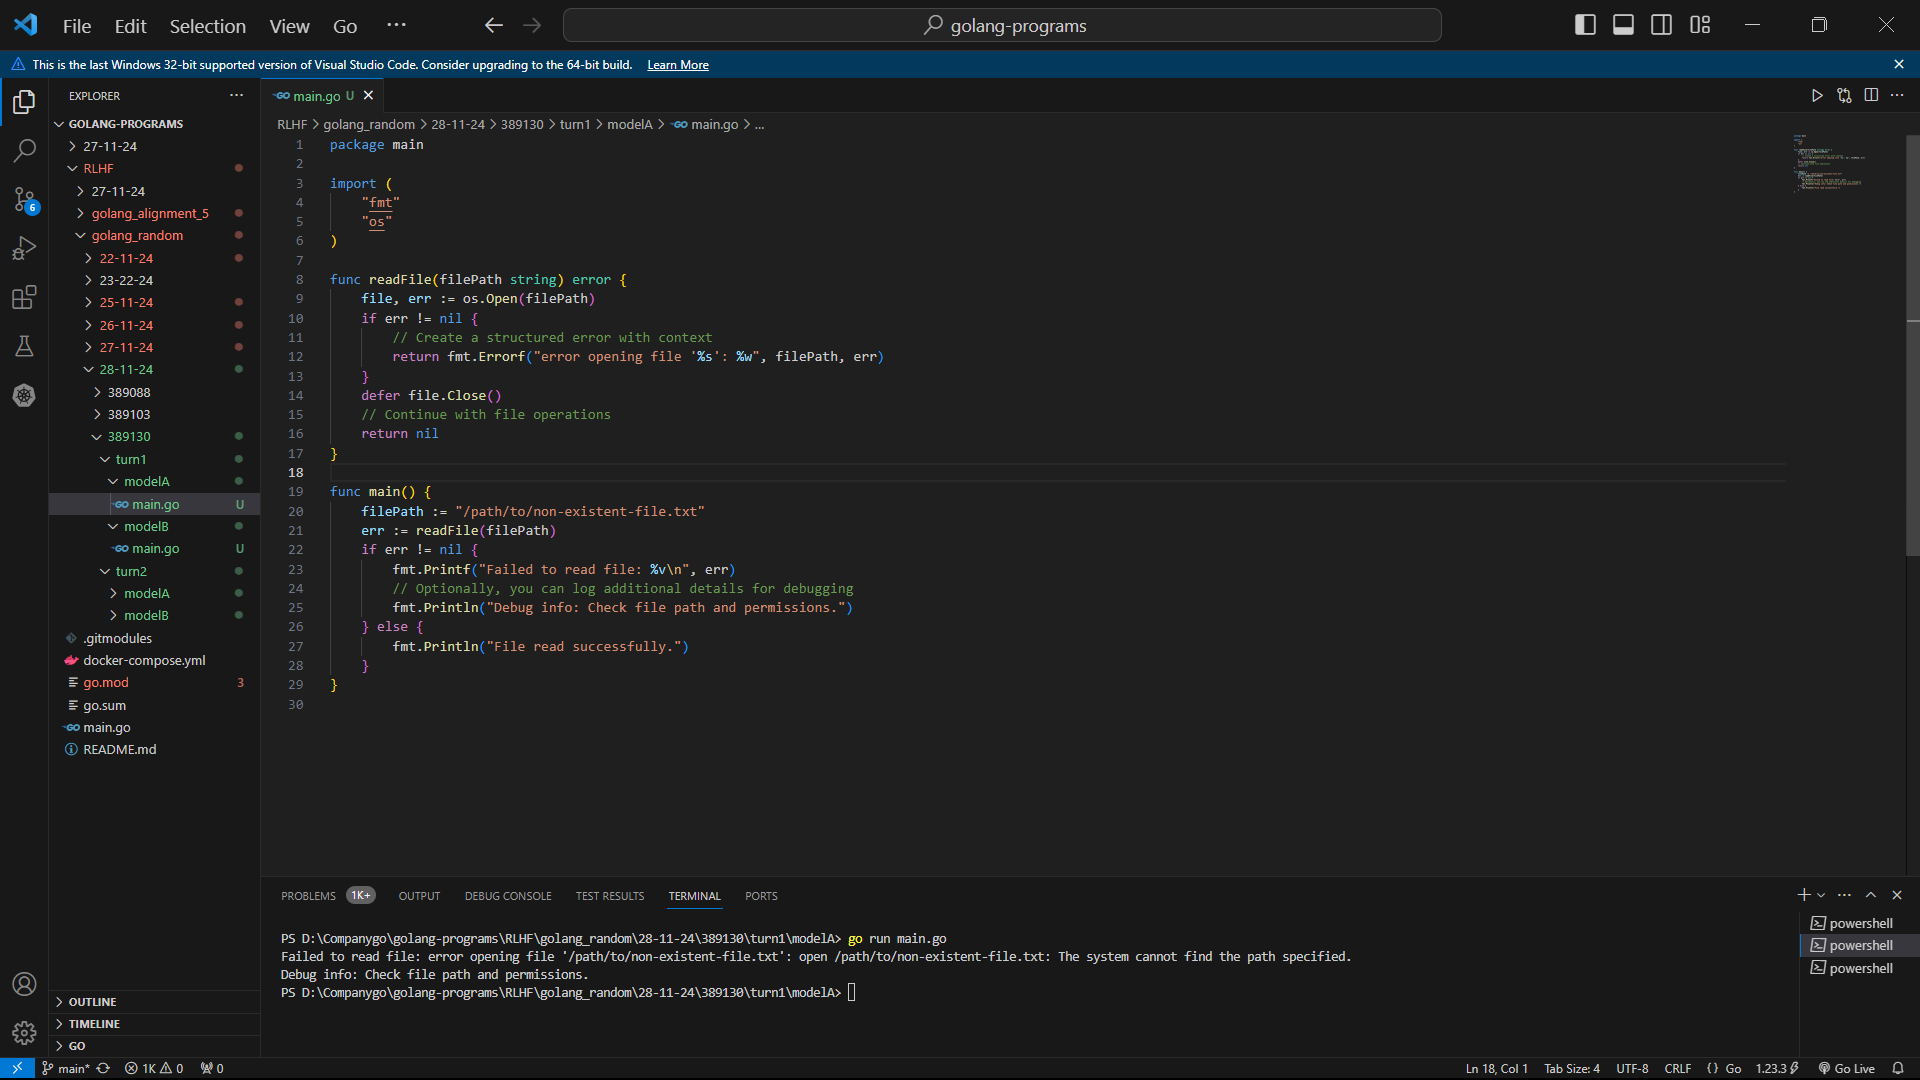 File Edit Selection View Go ···
golang-programs
This is the last Windows 32-bit supported version of Visual Studio Code. Consider upgrading to the 64-bit build. Learn More
EXPLORER
GOLANG-PROGRAMS
27-11-24
RLHF
27-11-24
golang_alignment_5
golang_random
22-11-24
23-22-24
25-11-24
26-11-24
27-11-24
28-11-24
389088
389103
389130
turn1
modelA
main.go U
modelB
main.go U
turn2
modelA
modelB
.gitmodules
docker-compose.yml
go.mod 3
go.sum
main.go
README.md
OUTLINE
TIMELINE
GO
6
main.go U
RLHF > golang_random > 28-11-24 > 389130 > turn1 > modelA > main.go > ...
1 package main
2
3 import (
4 "fmt"
5 "os"
6 )
7
8 func readFile(filePath string) error {
9 file, err := os.Open(filePath)
10 if err != nil {
11 // Create a structured error with context
12 return fmt.Errorf("error opening file '%s': %w", filePath, err)
13 }
14 defer file.Close()
15 // Continue with file operations
16 return nil
17 }
18
19 func main() {
20 filePath := "/path/to/non-existent-file.txt"
21 err := readFile(filePath)
22 if err != nil {
23 fmt.Printf("Failed to read file: %v\n", err)
24 // Optionally, you can log additional details for debugging
25 fmt.Println("Debug info: Check file path and permissions.")
26 } else {
27 fmt.Println("File read successfully.")
28 }
29 }
30
PROBLEMS 1K+ OUTPUT DEBUG CONSOLE TEST RESULTS TERMINAL PORTS
PS D:\Companygo\golang-programs\RLHF\golang_random\28-11-24\389130\turn1\modelA> go run main.go
Failed to read file: error opening file '/path/to/non-existent-file.txt': open /path/to/non-existent-file.txt: The system cannot find the path specified.
Debug info: Check file path and permissions.
PS D:\Companygo\golang-programs\RLHF\golang_random\28-11-24\389130\turn1\modelA>
powershell
powershell
powershell
main* 1K 0 0 Ln 18, Col 1 Tab Size: 4 UTF-8 CRLF {} Go 1.23.3 Go Live